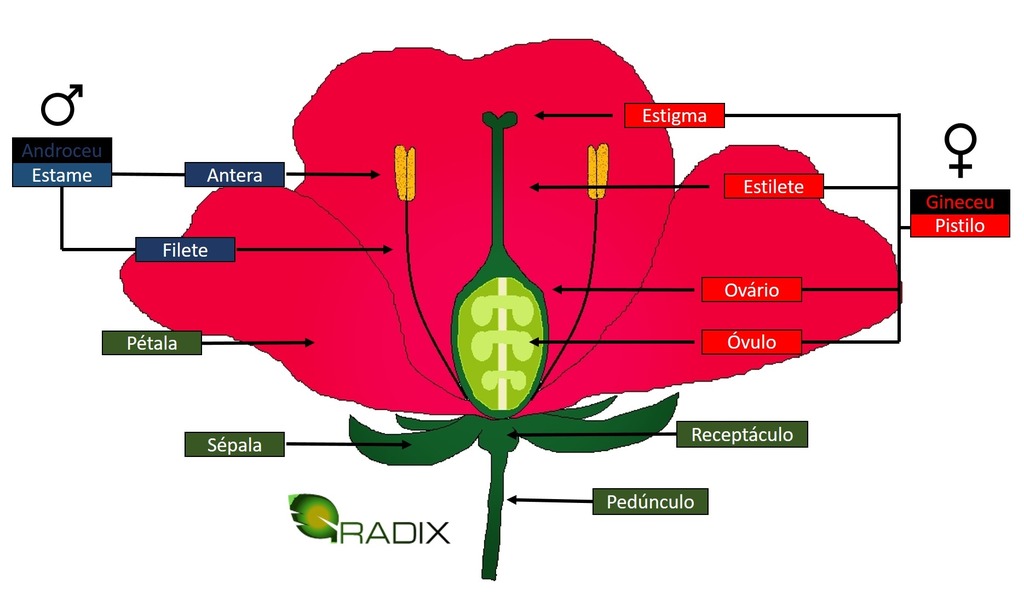 Estigma
Androceu
Estame
Antera
Estilete
Gineceu
Pistilo
Filete
Ovário
Pétala
Óvulo
Sépala
Receptáculo
Pedúnculo
RADIX